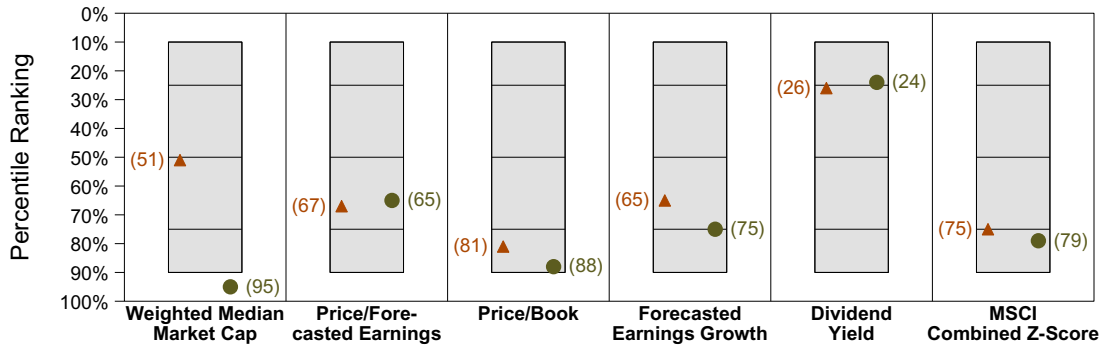 Percentile Ranking
0%
10%
20%
30%
40%
50%
60%
70%
80%
90%
100%
(51)
(95)
(67)
(65)
(81)
(88)
(65)
(75)
(26)
(24)
(75)
(79)
Weighted Median
Market Cap
Price/Fore-
casted Earnings
Price/Book
Forecasted
Earnings Growth
Dividend
Yield
MSCI
Combined Z-Score